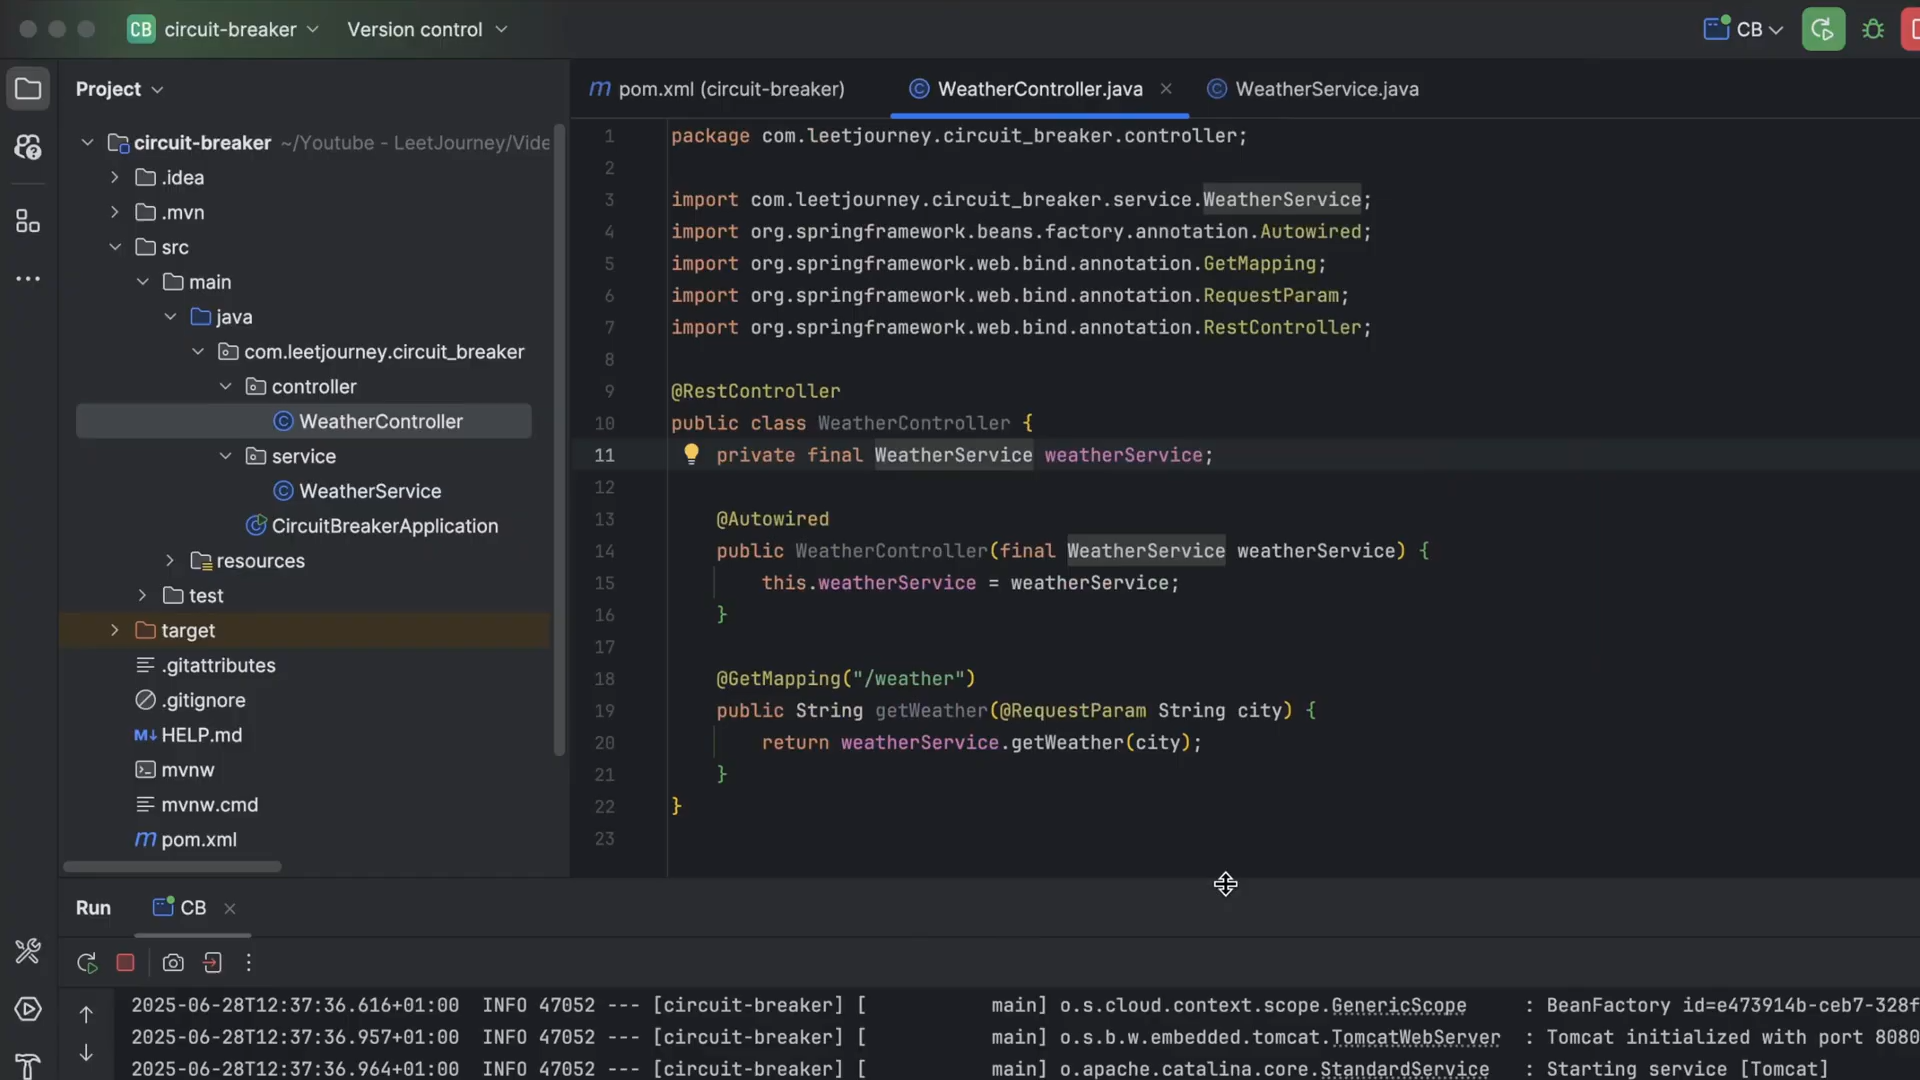 CB circuit-breaker Version control CB
Project
pom.xml (circuit-breaker) WeatherController.java WeatherService.java
circuit-breaker ~/Youtube - LeetJourney/Vide
.idea
.mvn
src
main
java
com.leetjourney.circuit_breaker
controller
WeatherController
service
WeatherService
CircuitBreakerApplication
resources
test
target
.gitattributes
.gitignore
M↓ HELP.md
mvnw
mvnw.cmd
m pom.xml
1 package com.leetjourney.circuit_breaker.controller;
2
3 import com.leetjourney.circuit_breaker.service.WeatherService;
4 import org.springframework.beans.factory.annotation.Autowired;
5 import org.springframework.web.bind.annotation.GetMapping;
6 import org.springframework.web.bind.annotation.RequestParam;
7 import org.springframework.web.bind.annotation.RestController;
8
9 @RestController
10 public class WeatherController {
11 private final WeatherService weatherService;
12
13 @Autowired
14 public WeatherController(final WeatherService weatherService) {
15 this.weatherService = weatherService;
16 }
17
18 @GetMapping("/weather")
19 public String getWeather(@RequestParam String city) {
20 return weatherService.getWeather(city);
21 }
22 }
23
Run CB
2025-06-28T12:37:36.616+01:00 INFO 47052 --- [circuit-breaker] [ main] o.s.cloud.context.scope.GenericScope : BeanFactory id=e473914b-ceb7-328f
2025-06-28T12:37:36.957+01:00 INFO 47052 --- [circuit-breaker] [ main] o.s.b.w.embedded.tomcat.TomcatWebServer : Tomcat initialized with port 8080
2025-06-28T12:37:36.964+01:00 INFO 47052 --- [circuit-breaker] [ main] o.apache.catalina.core.StandardService : Starting service [Tomcat]